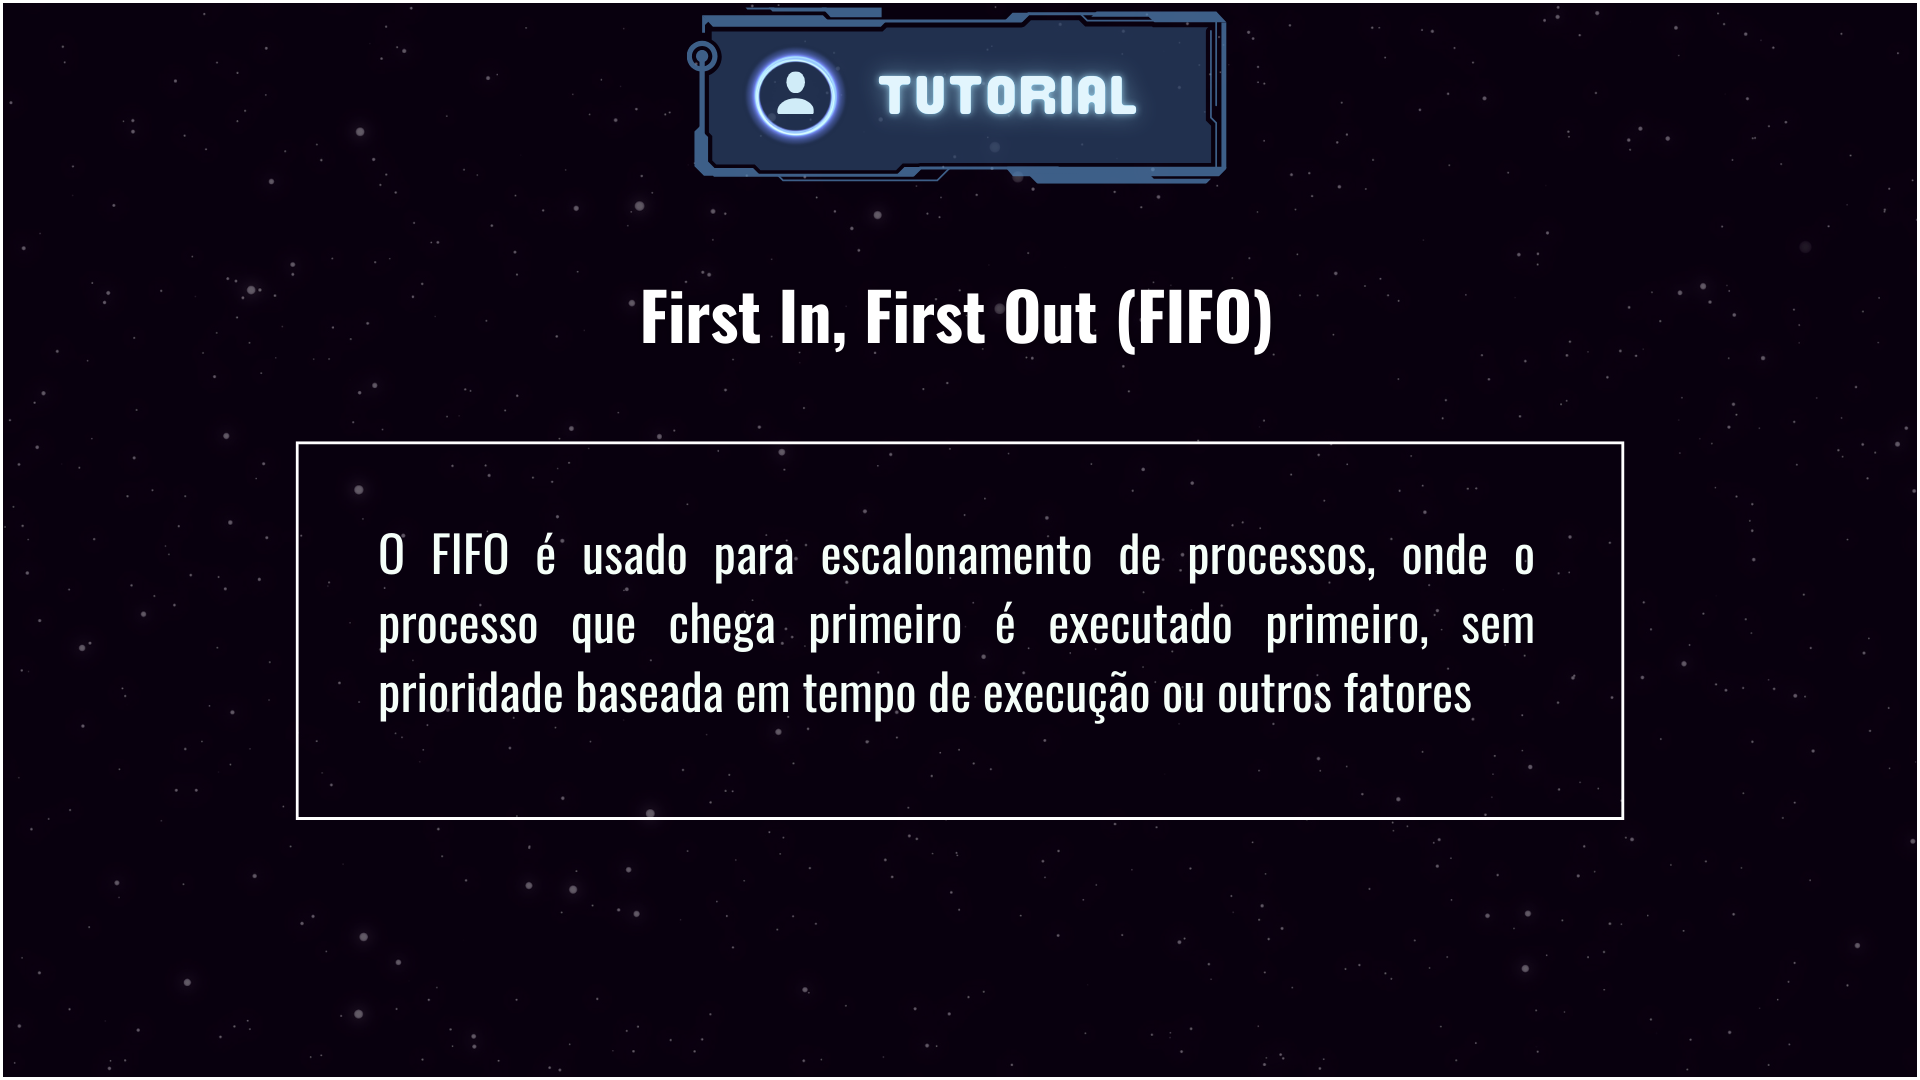 TUTORIAL
First In, First Out (FIFO)
O FIFO é usado para escalonamento de processos, onde o
processo que chega primeiro é executado primeiro, sem
prioridade baseada em tempo de execução ou outros fatores